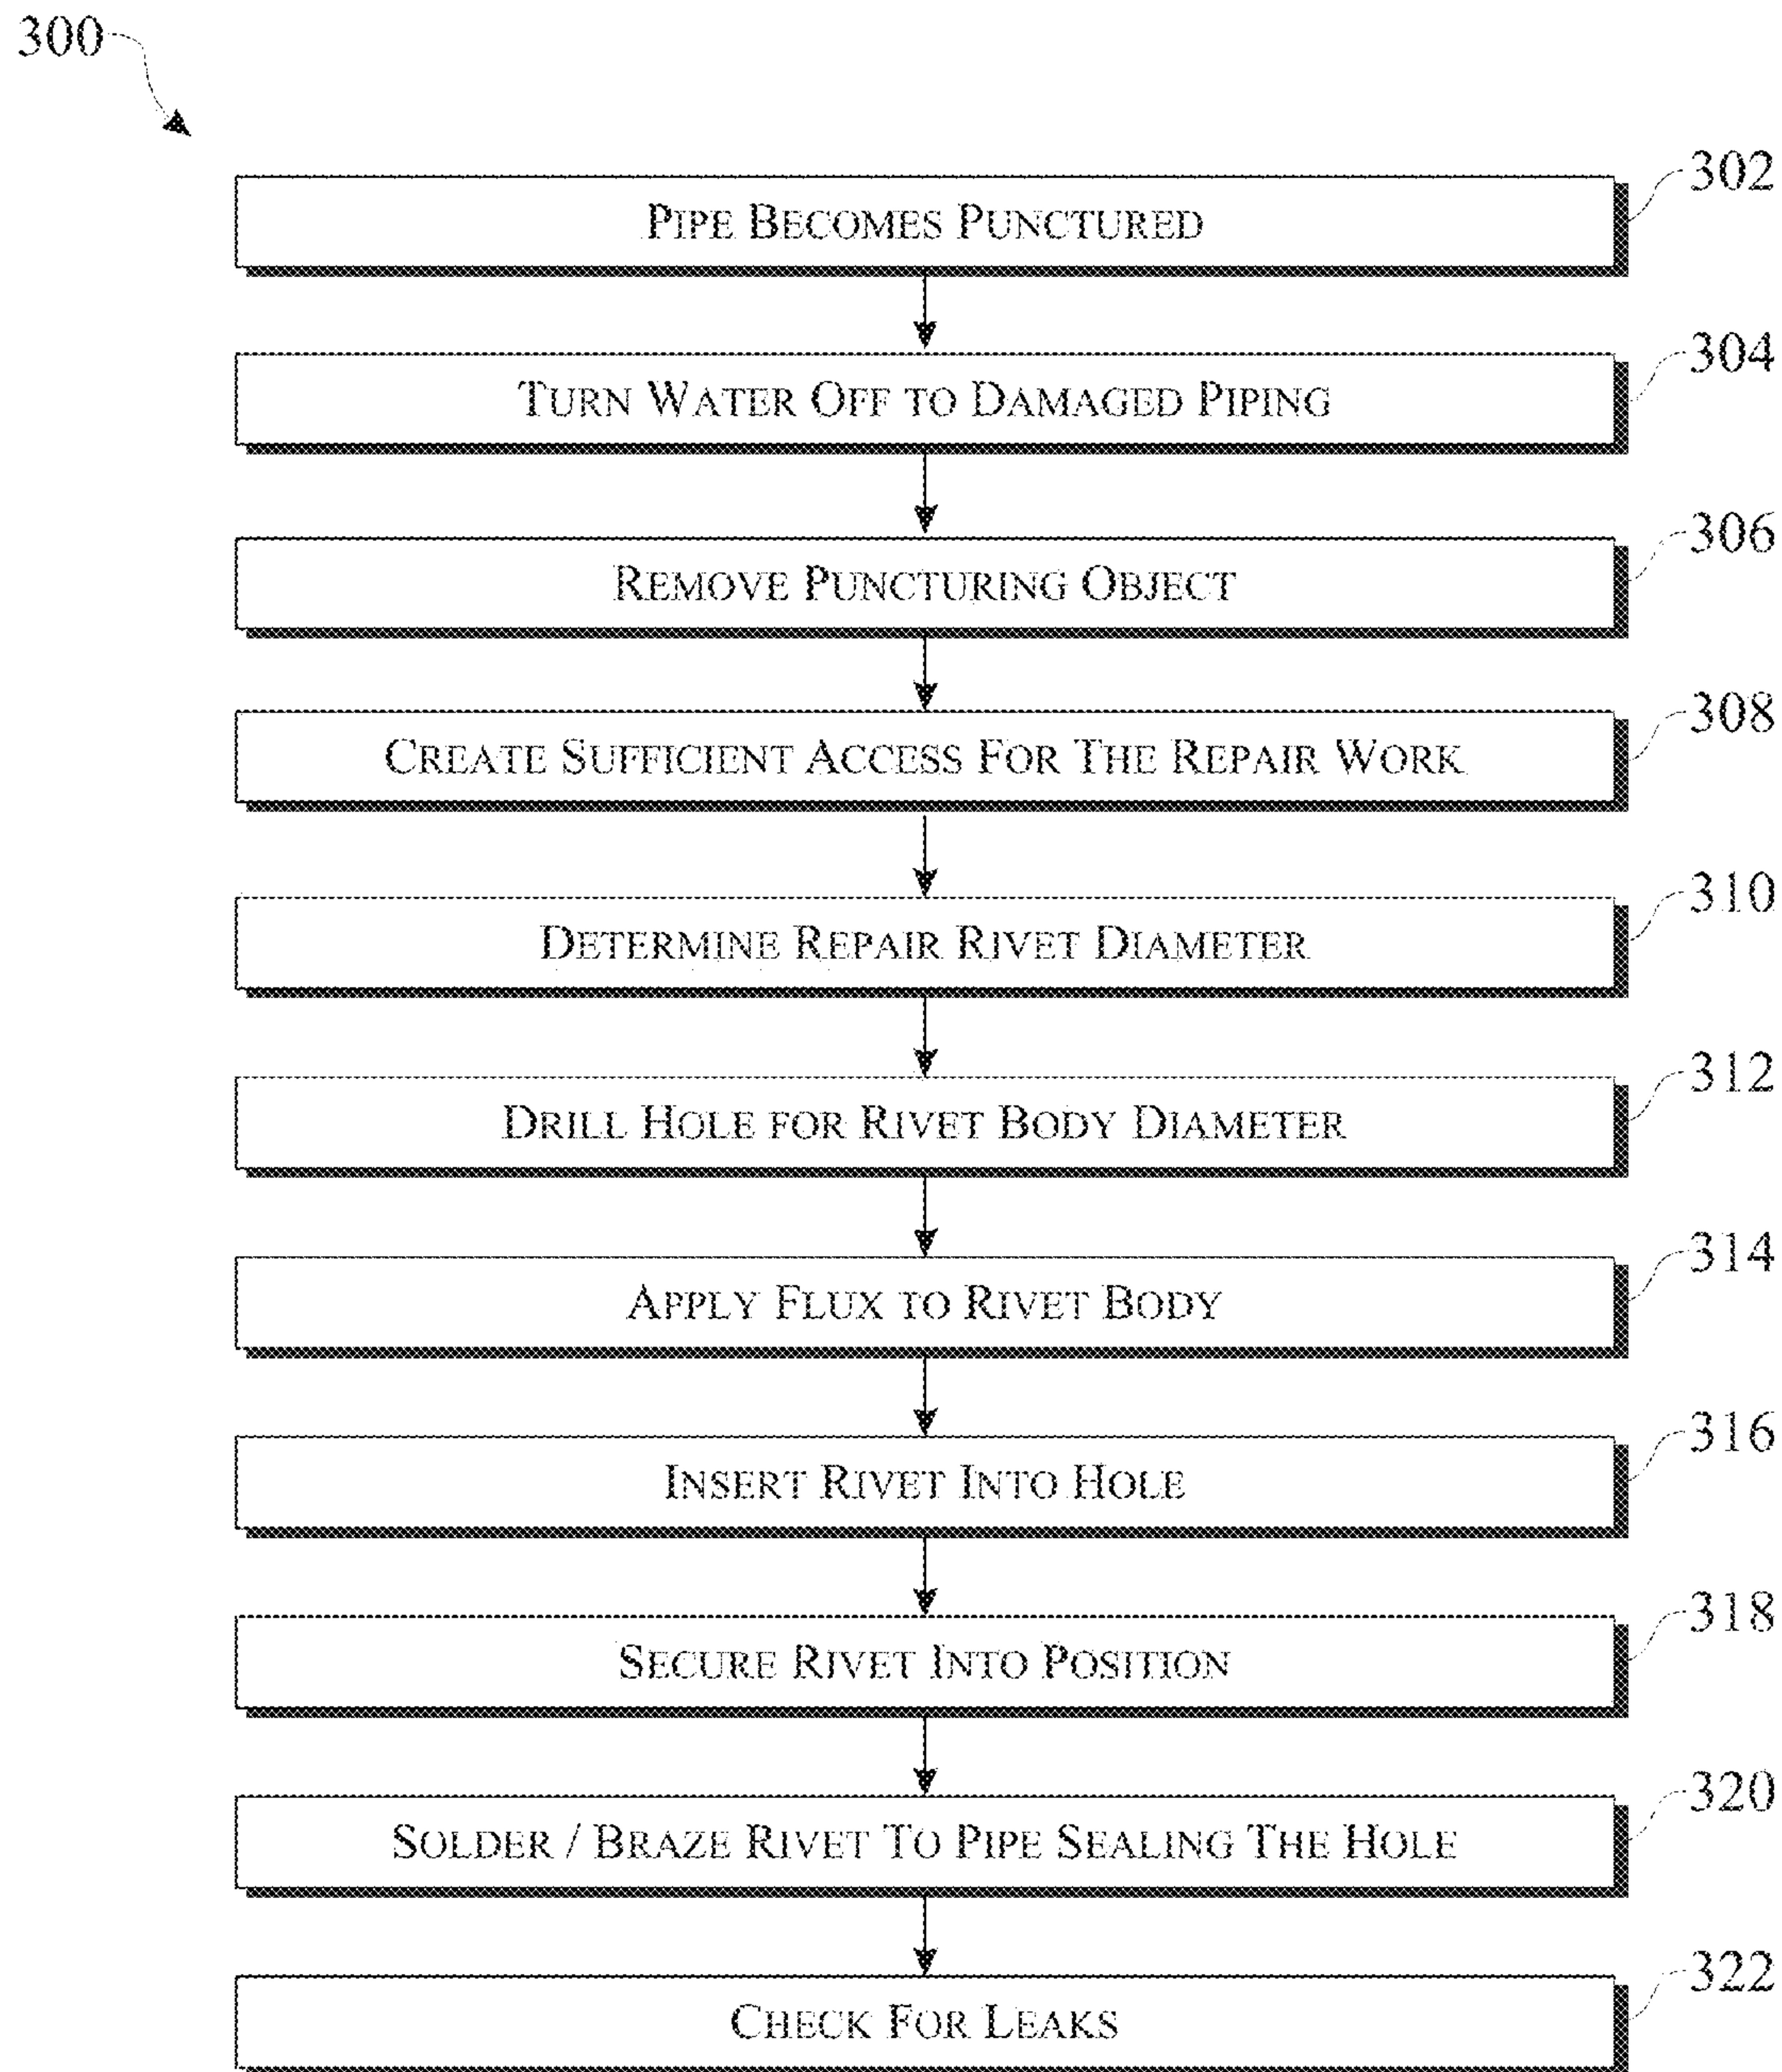 300
302
PIPE BECOMES PUNCTURED
304
TURN WATER OFF TO DAMAGED PIPING
306
REMOVE PUNCTURING OBJECT
308
CREATE SUFFICIENT ACCESS FOR THE REPAIR WORK
310
DETERMINE REPAIR RIVET DIAMETER
312
DRILL HOLE FOR RIVET BODY DIAMETER
314
APPLY FLUX TO RIVET BODY
316
INSERT RIVET INTO HOLE
318
SECURE RIVET INTO POSITION
320
SOLDER / BRAZE RIVET TO PIPE SEALING THE HOLE
322
CHECK FOR LEAKS